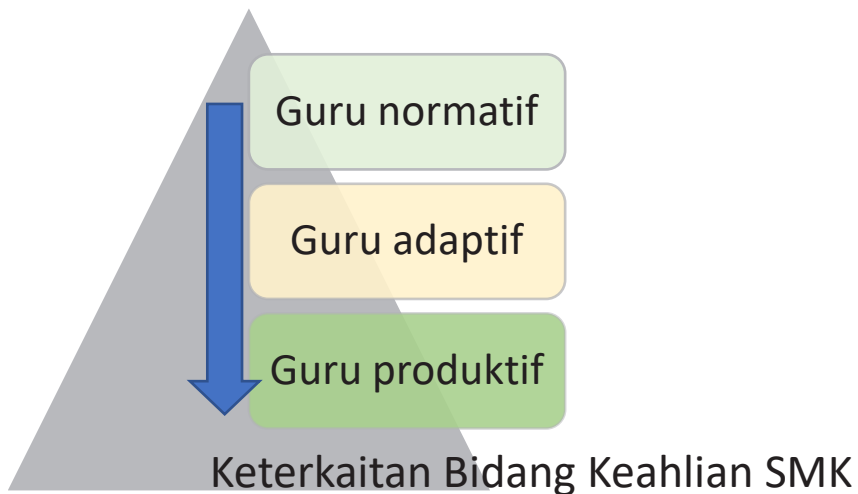 Guru normatif
Guru adaptif
Guru produktif
Keterkaitan Bidang Keahlian SMK